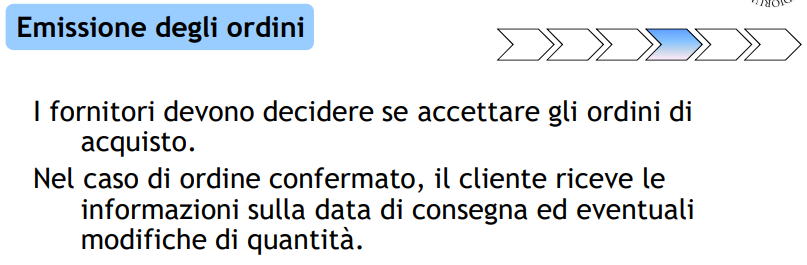 Emissione degli ordini
I fornitori devono decidere se accettare gli ordini di
acquisto.
Nel caso di ordine confermato, il cliente riceve le
informazioni sulla data di consegna ed eventuali
modifiche di quantità.